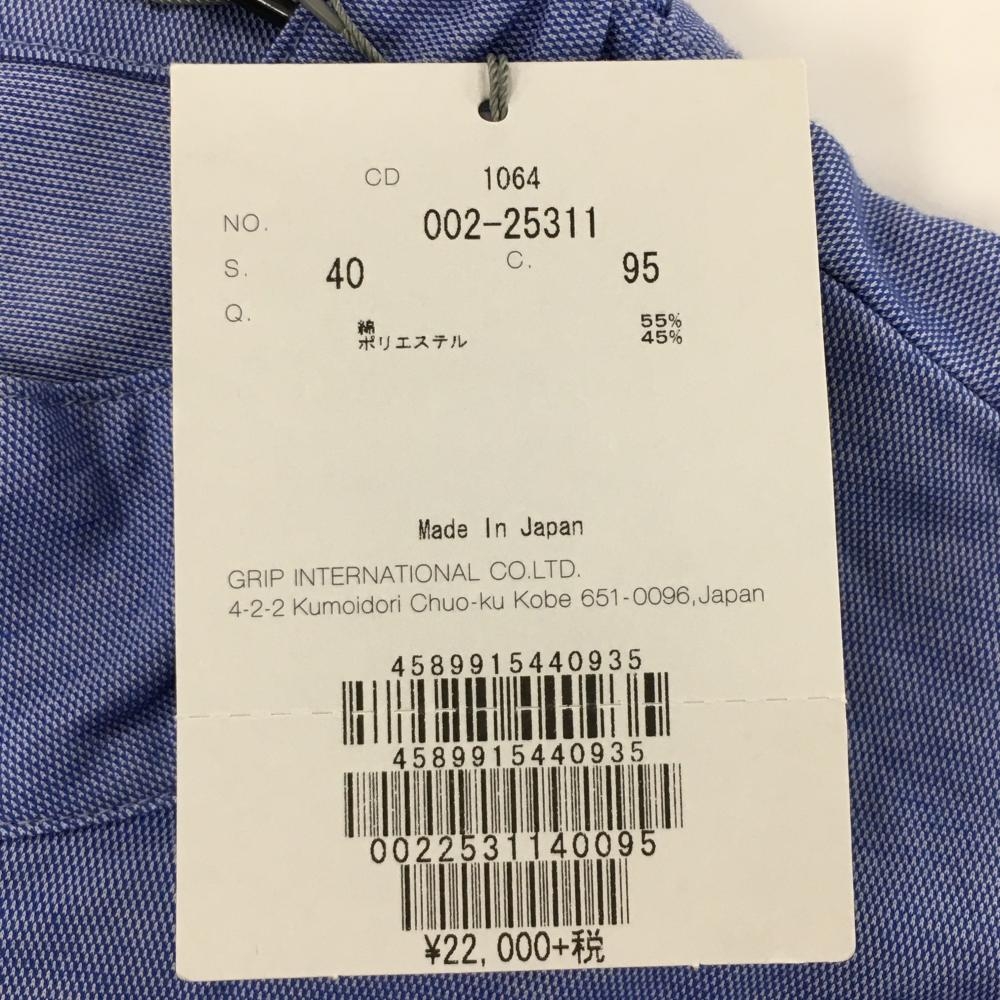 CD 1064
NO. 002-25311
S. 40 C. 95
Q.
綿 55%
ポリエステル 45%
Made In Japan
GRIP INTERNATIONAL CO.LTD.
4-2-2 Kumoidori Chuo-ku Kobe 651-0096,Japan
4589915440935
4589915440935
0022531140095
¥22,000+税